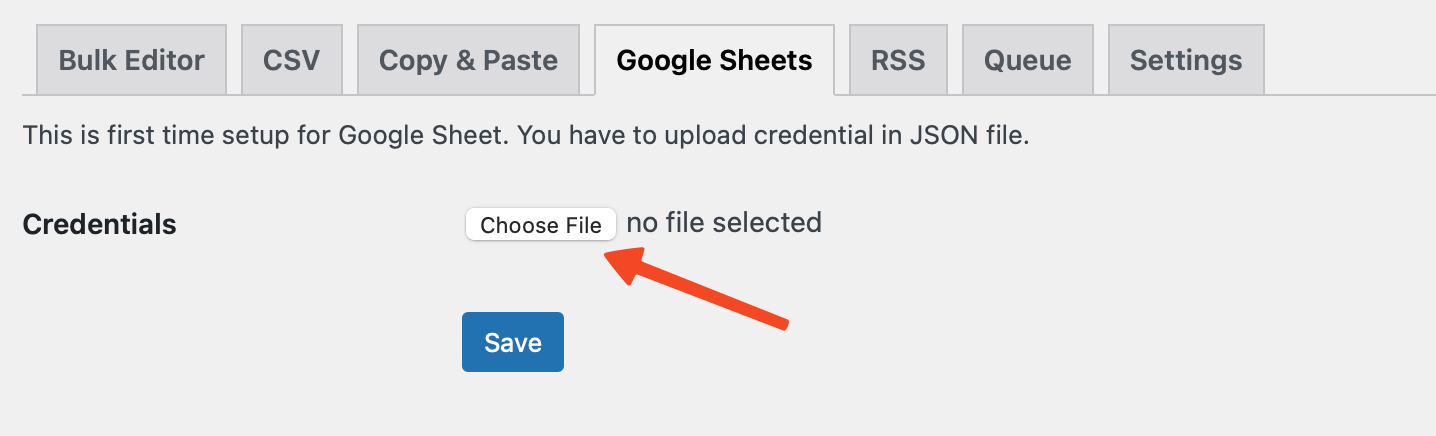 Bulk Editor CSV Copy & Paste Google Sheets RSS Queue Settings
This is first time setup for Google Sheet. You have to upload credential in JSON file.
Credentials Choose File no file selected
Save